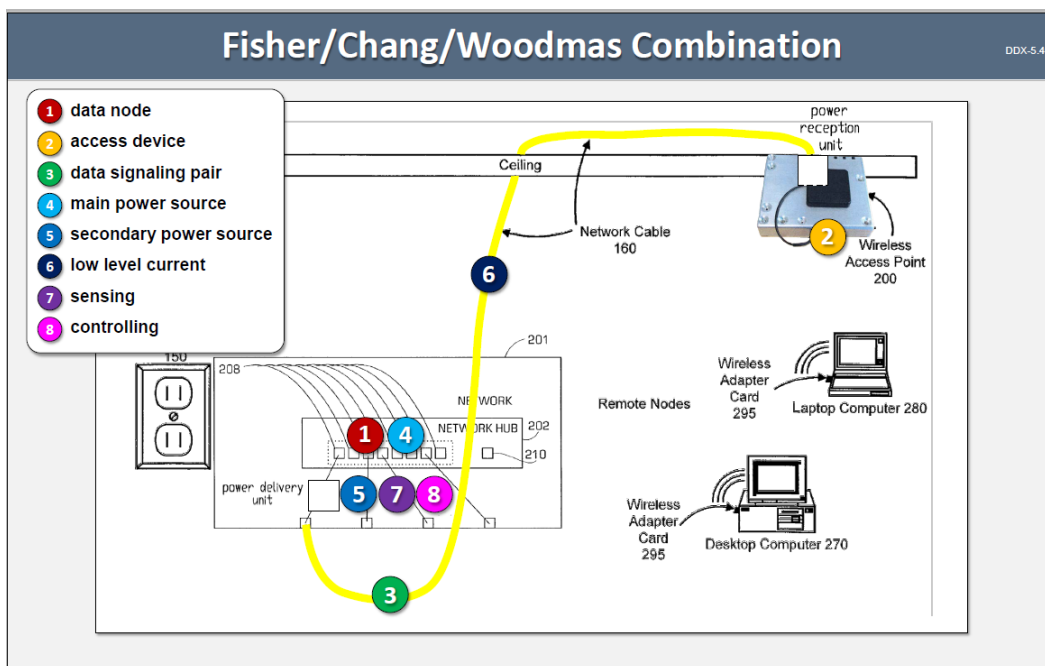 Fisher/Chang/Woodmas Combination
DDX-5.4
1 data node
2 access device
3 data signaling pair
4 main power source
5 secondary power source
6 low level current
7 sensing
8 controlling
power
reception
unit
Ceiling
Network Cable
160
2
Wireless
Access Point
200
6
150
201
208
NETWORK
NETWORK HUB
202
1
4
210
power delivery
unit
5
7
8
3
Remote Nodes
Wireless
Adapter
Card
295
Laptop Computer 280
Wireless
Adapter
Card
295
Desktop Computer 270